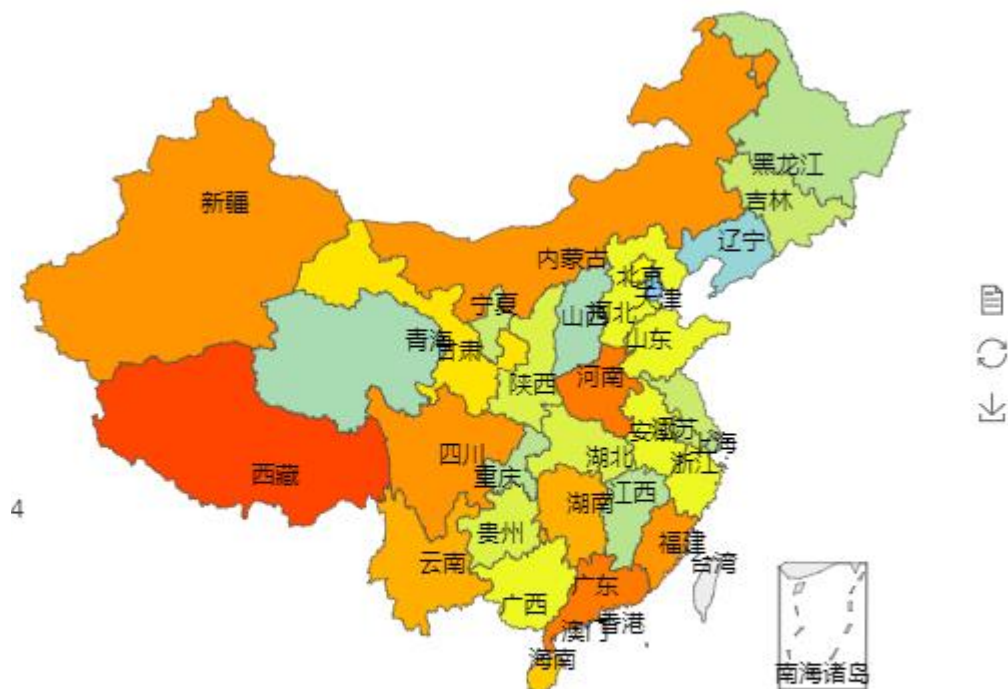 黑龙江
吉林
新疆
辽宁
内蒙古
北京
天津
宁夏
山西
河北
青海
甘肃
山东
陕西
河南
安徽
江苏
上海
四川
重庆
湖北
浙江
西藏
湖南
江西
4
贵州
云南
福建
台湾
广东
广西
香港
澳门
海南
南海诸岛